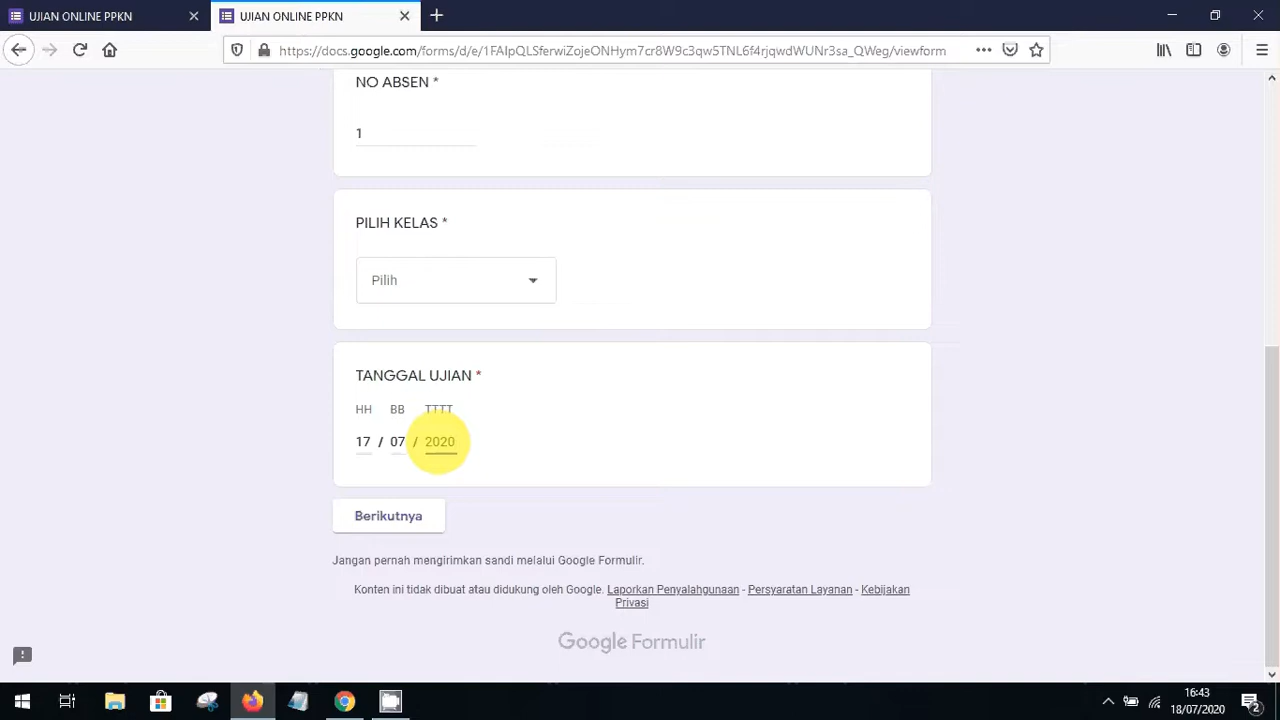 UJIAN ONLINE PPKN
UJIAN ONLINE PPKN
https://docs.google.com/forms/d/e/1FAIpQLSferwiZojeONHym7cr8W9c3qw5TNL6f4rjqwdWUNr3sa_QWeg/viewform
NO ABSEN *
1
PILIH KELAS *
Pilih
TANGGAL UJIAN *
HH BB TTTT
17 / 07 / 2020
Berikutnya
Jangan pernah mengirimkan sandi melalui Google Formulir.
Konten ini tidak dibuat atau didukung oleh Google. Laporkan Penyalahgunaan - Persyaratan Layanan - Kebijakan
Privasi
Google Formulir
16:43
18/07/2020
2